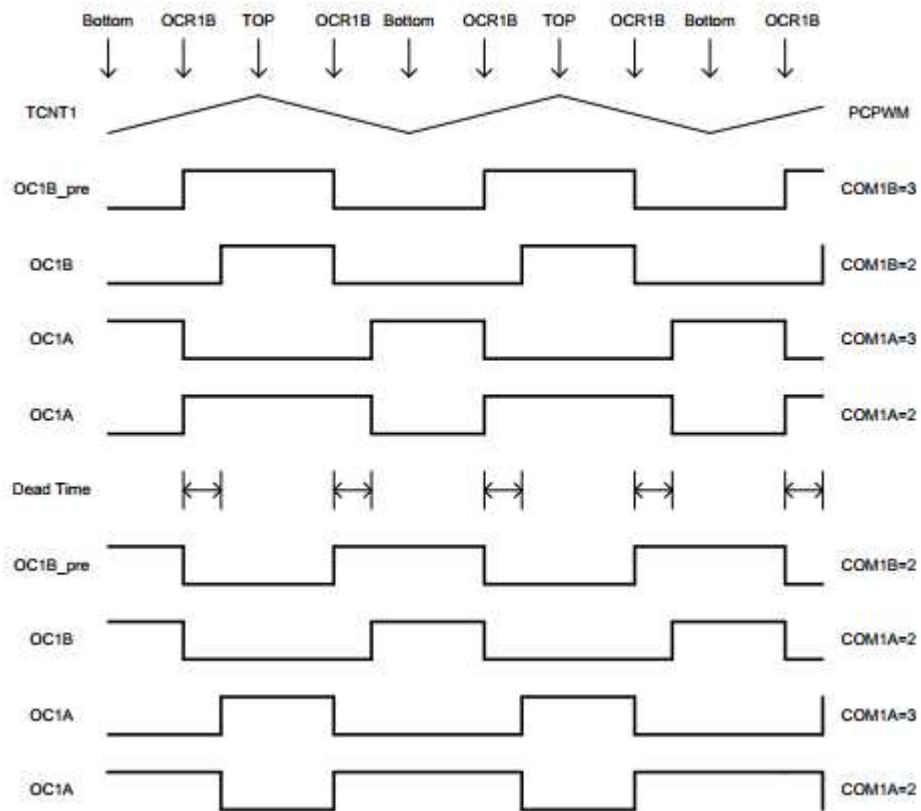 Bottom OCR1B TOP OCR1B Bottom OCR1B TOP OCR1B Bottom OCR1B
TCNT1 PCPWM
OC1B_pre COM1B=3
OC1B COM1B=2
OC1A COM1A=3
OC1A COM1A=2
Dead Time
OC1B_pre COM1B=2
OC1B COM1A=2
OC1A COM1A=3
OC1A COM1A=2